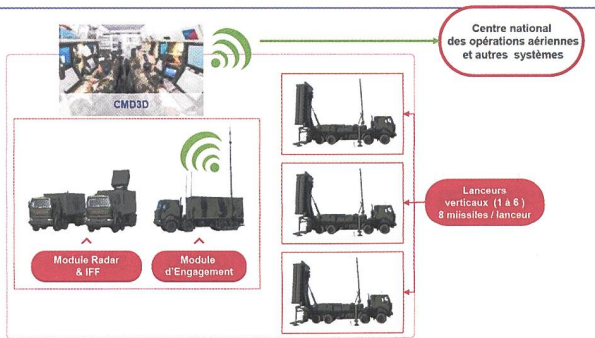 Centre national
des opérations aériennes
et autres systèmes
CMD3D
Lanceurs
verticaux (1 à 6 )
8 miissiles / lanceur
Module Radar
& IFF
Module
d'Engagement